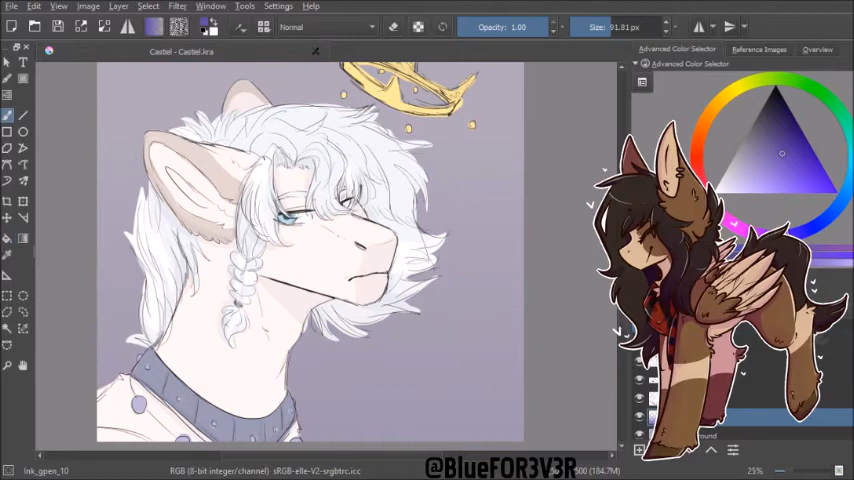 File Edit View Image Layer Select Filter Window Tools Settings Help
Normal
Opacity: 1.00
Size: 91.81 px
Castiel - Castiel.kra
Advanced Color Selector Reference Images Overview
Advanced Color Selector
Ink_gpen_10
RGB (8-bit integer/channel) sRGB-elle-V2-srgbtrc.icc
500 (184.7M)
25%
@BlueFOR3V3R